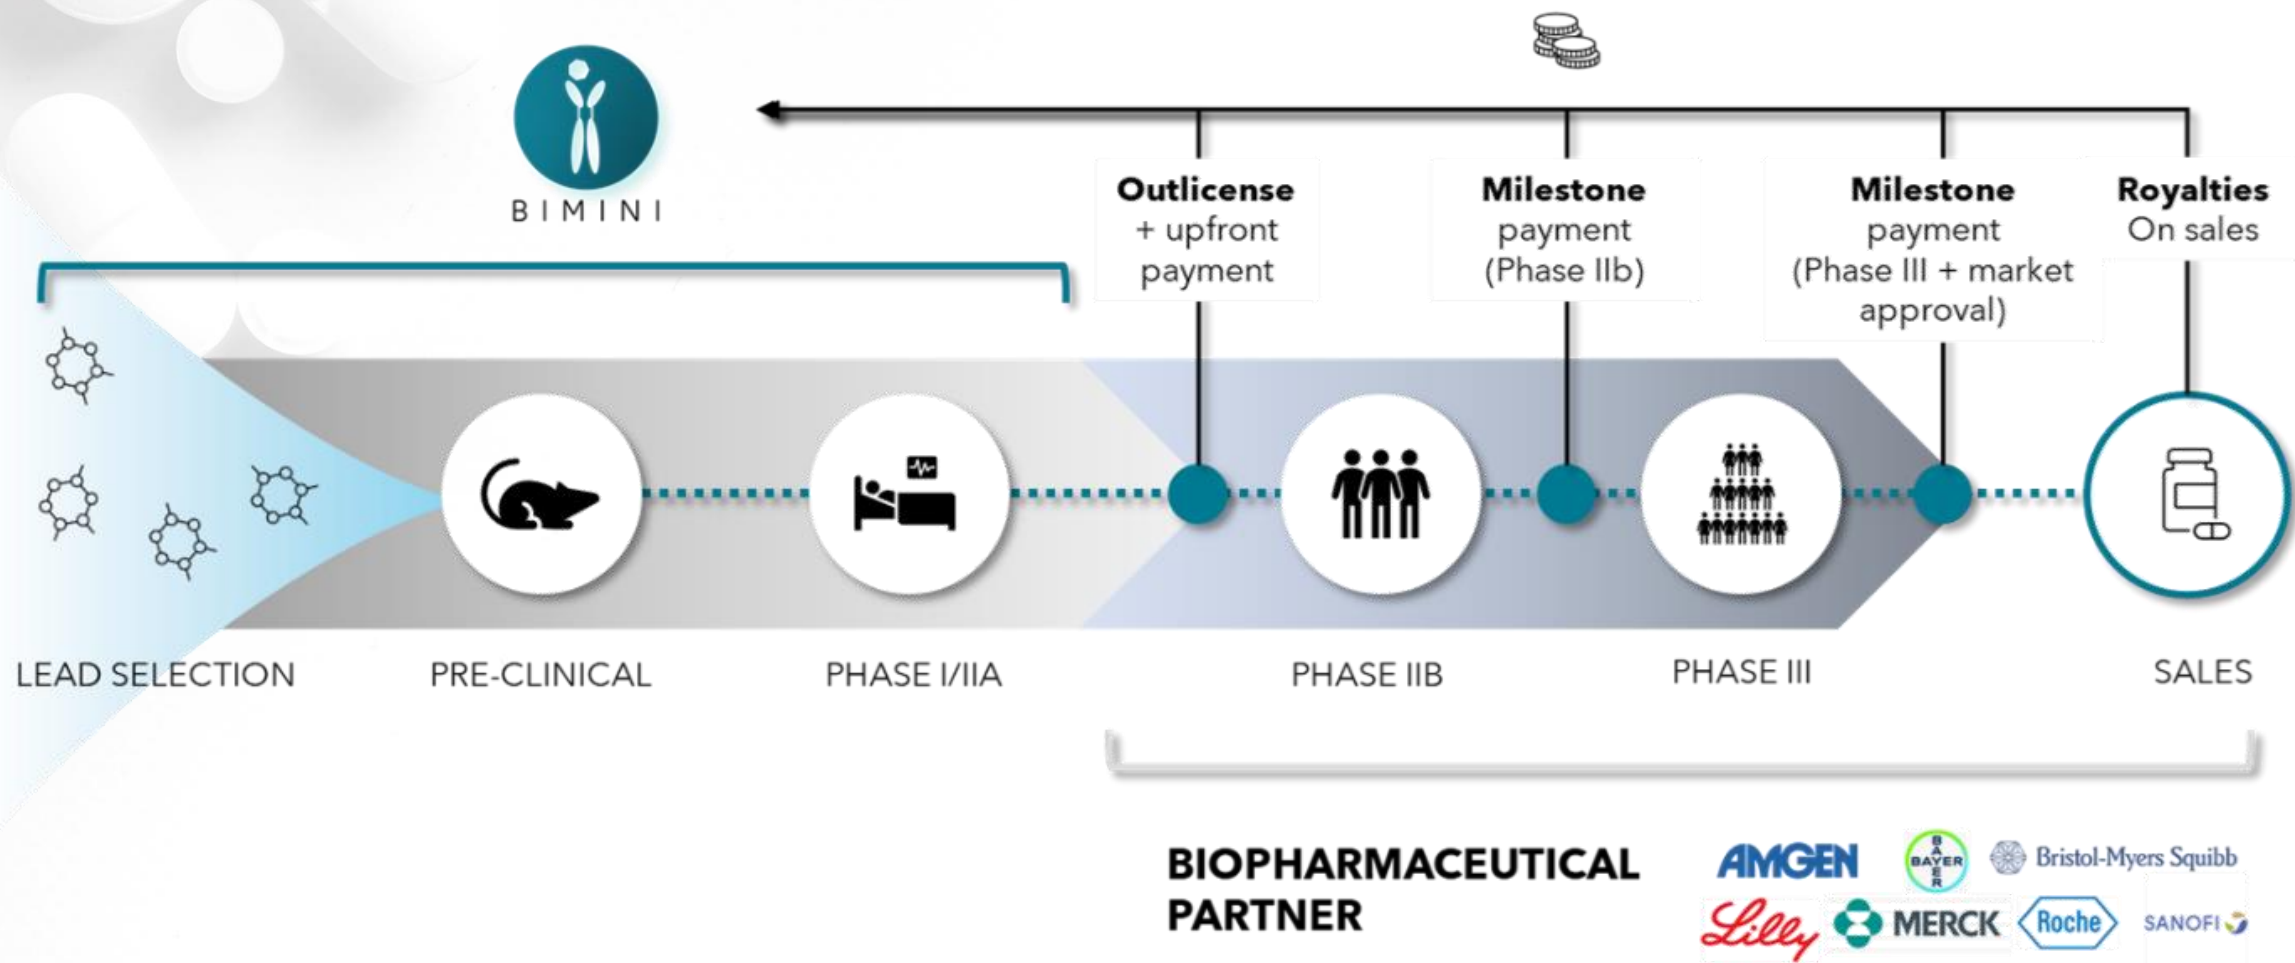 BIMINI
Outlicense
+ upfront
payment
Milestone
payment
(Phase IIb)
Milestone
payment
(Phase III + market
approval)
Royalties
On sales
LEAD SELECTION
PRE-CLINICAL
PHASE I/IIA
PHASE IIB
PHASE III
SALES
BIOPHARMACEUTICAL
PARTNER
AMGEN
BAYER
BAYER
Bristol-Myers Squibb
Lilly
MERCK
Roche
SANOFI